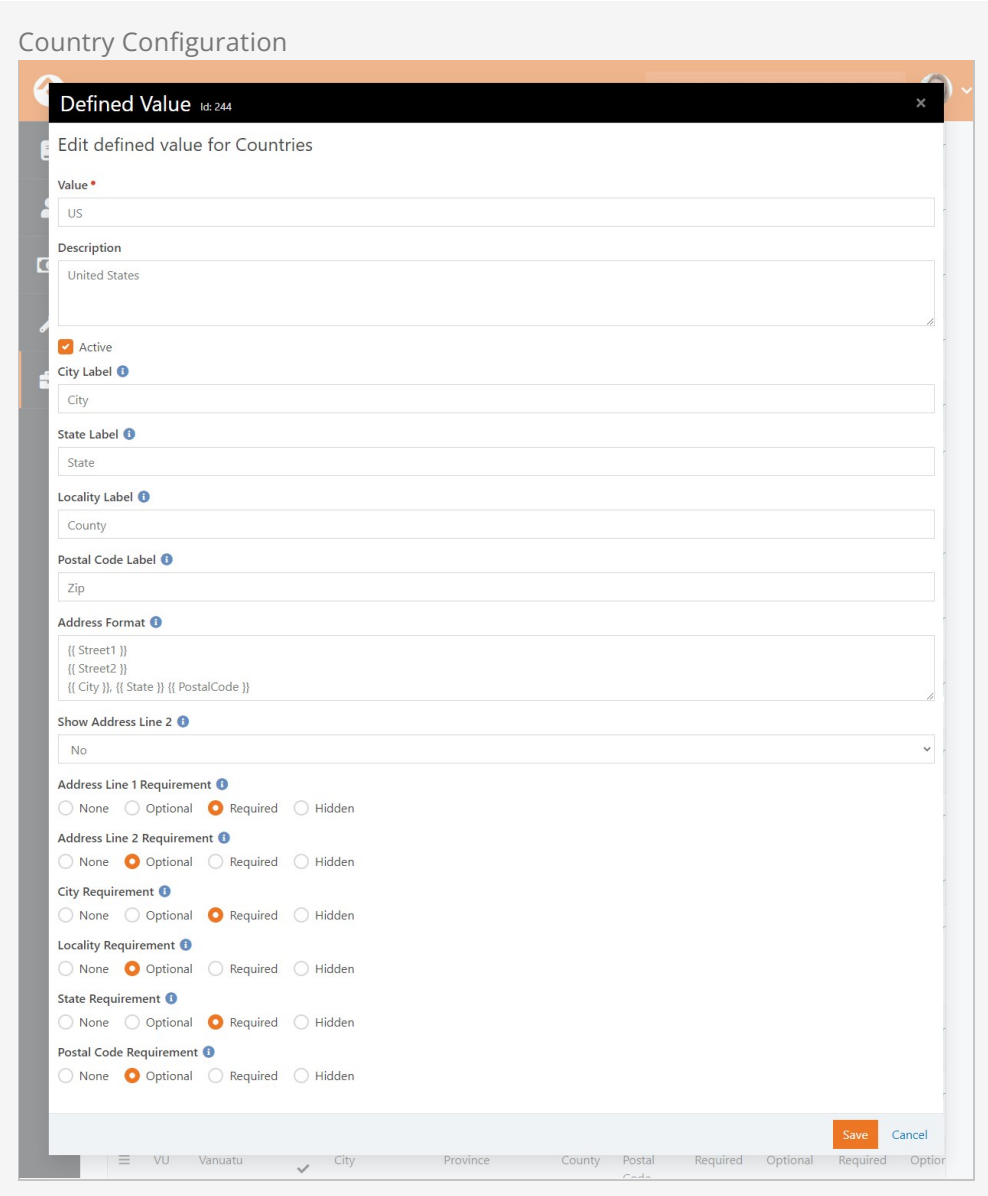 Country Configuration
Defined Value Id: 244 ×
Edit defined value for Countries
Value
US
Description
United States
Active
City Label
City
State Label
State
Locality Label
County
Postal Code Label
Zip
Address Format
{{ Street1 }}
{{ Street2 }}
{{ City }}, {{ State }} {{ PostalCode }}
Show Address Line 2
No
Address Line 1 Requirement
None Optional Required Hidden
Address Line 2 Requirement
None Optional Required Hidden
City Requirement
None Optional Required Hidden
Locality Requirement
None Optional Required Hidden
State Requirement
None Optional Required Hidden
Postal Code Requirement
None Optional Required Hidden
Save Cancel
VU Vanuatu City Province County Postal Required Optional Required